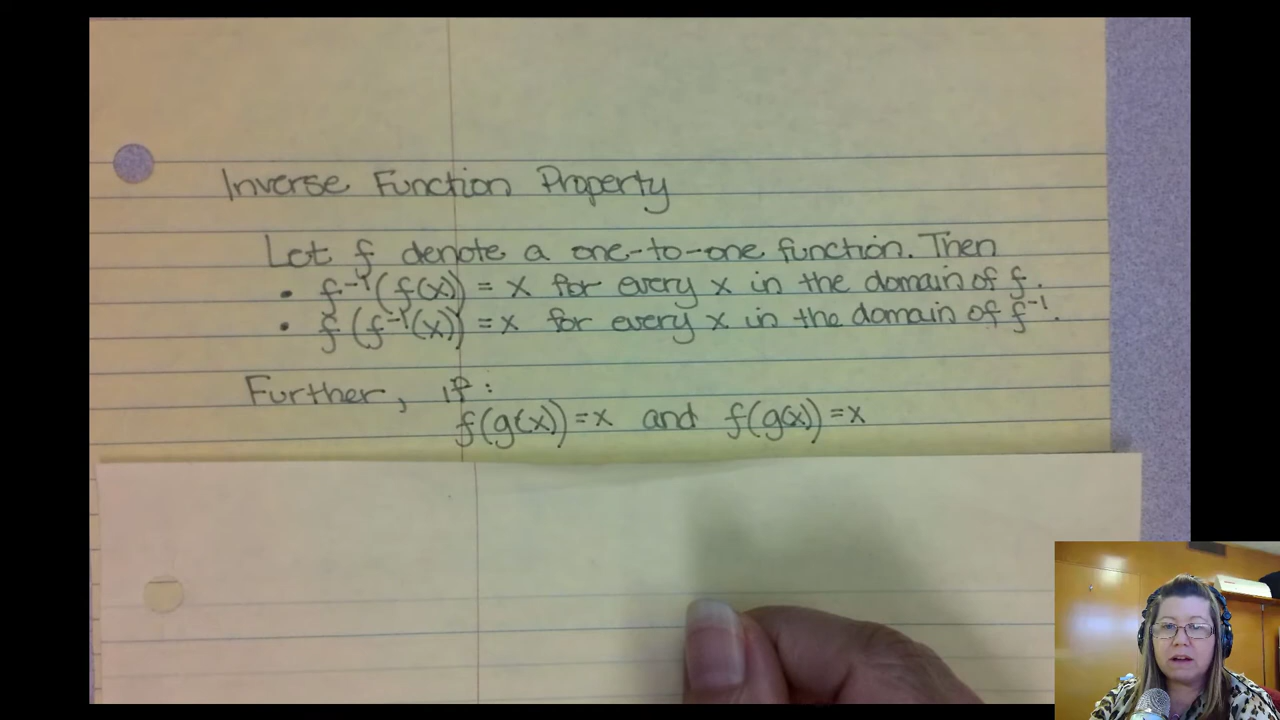 Inverse Function Property
Let f denote a one-to-one function. Then
• f⁻¹(f(x)) = x for every x in the domain of f.
• f(f⁻¹(x)) = x for every x in the domain of f⁻¹.
Further, if:
f(g(x)) = x and f(g(x)) = x